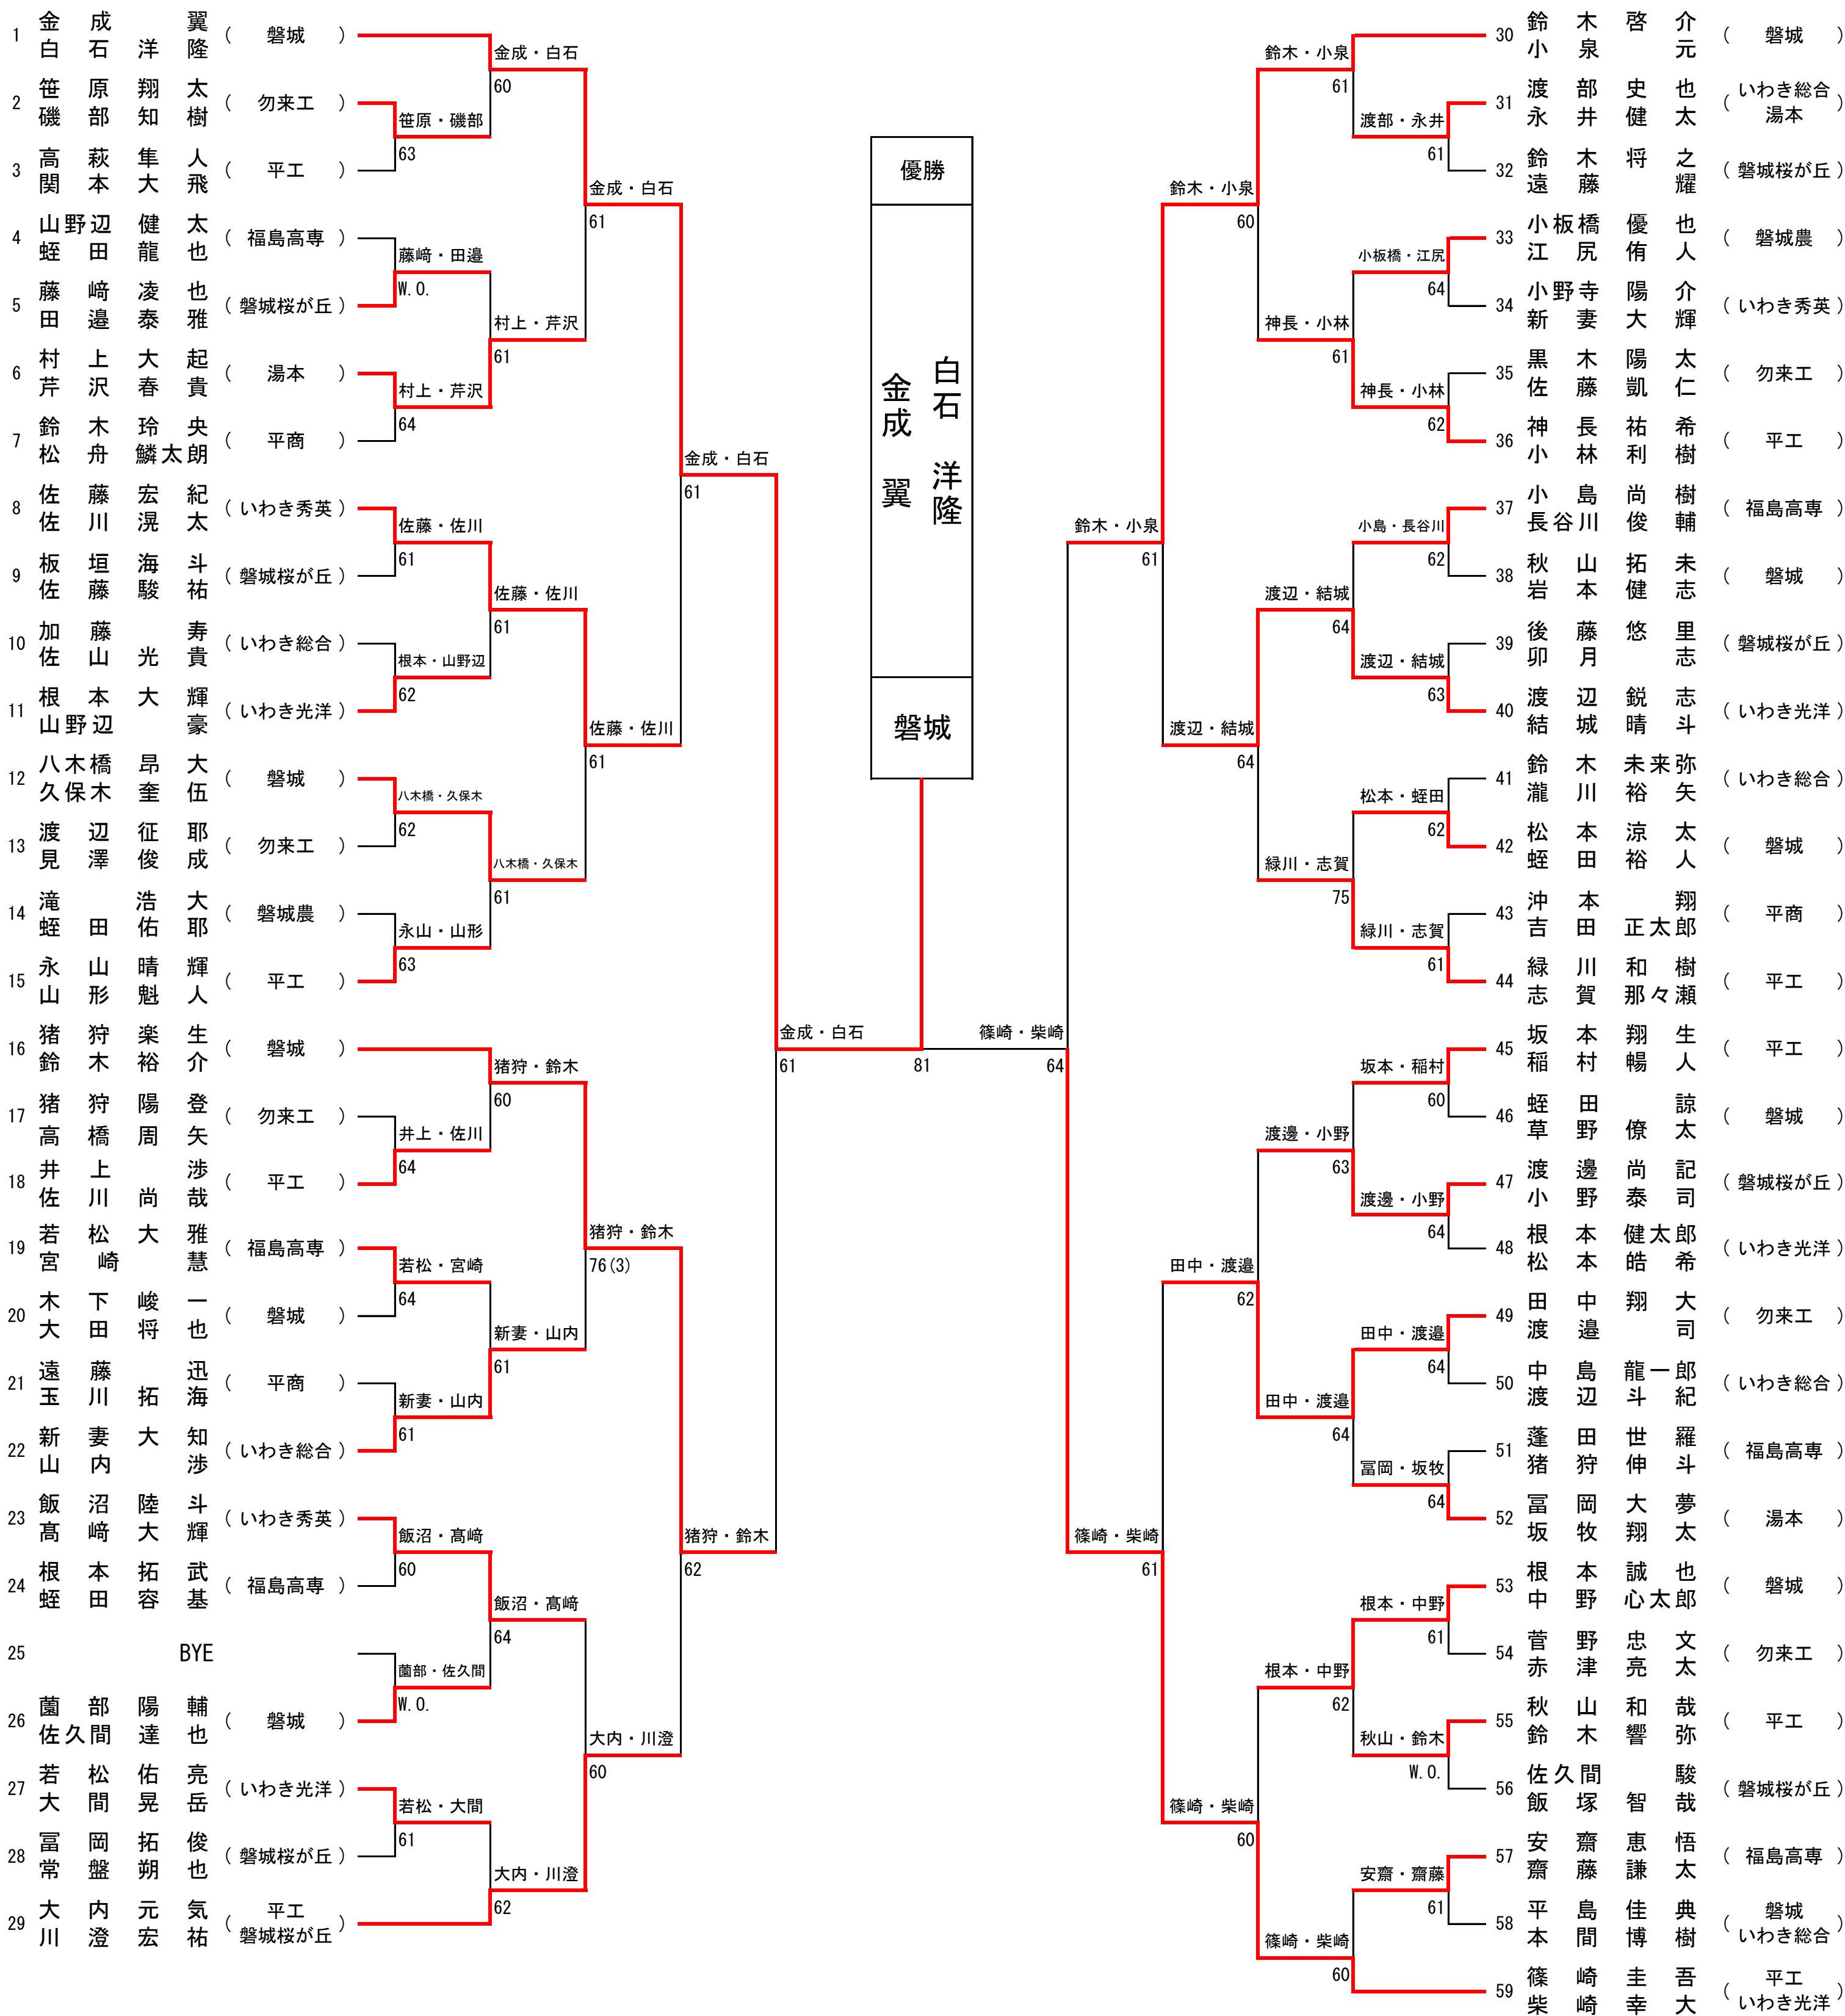 1 金成 翼 ( 磐城 )
白石 洋隆
2 笹原 翔太 ( 勿来工 )
磯部 知樹
3 高萩 隼人 ( 平工 )
関本 大飛
4 山野辺 健太 ( 福島高専 )
蛭田 龍也
5 藤﨑 凌也 ( 磐城桜が丘 )
田邉 泰雅
6 村上 大起 ( 湯本 )
芹沢 春貴
7 鈴木 玲央 ( 平商 )
松舟 鱗太朗
8 佐藤 宏紀 ( いわき秀英 )
佐川 滉太
9 板垣 海斗 ( 磐城桜が丘 )
佐藤 駿祐
10 加藤 寿 ( いわき総合 )
佐山 光貴
11 根本 大輝 ( いわき光洋 )
山野辺 豪
12 八木橋 昂大 ( 磐城 )
久保木 奎伍
13 渡辺 征耶 ( 勿来工 )
見澤 俊成
14 滝 浩大 ( 磐城農 )
蛭田 佑耶
15 永山 晴輝 ( 平工 )
山形 魁人
16 猪狩 楽生 ( 磐城 )
鈴木 裕介
17 猪狩 陽登 ( 勿来工 )
高橋 周矢
18 井上 渉 ( 平工 )
佐川 尚哉
19 若松 大雅 ( 福島高専 )
宮崎 慧
20 木下 峻一 ( 磐城 )
大田 将也
21 遠藤 迅 ( 平商 )
玉川 拓海
22 新妻 大知 ( いわき総合 )
山内 渉
23 飯沼 陸斗 ( いわき秀英 )
髙﨑 大輝
24 根本 拓武 ( 福島高専 )
蛭田 容基
25 BYE
26 薗部 陽輔 ( 磐城 )
佐久間 達也
27 若松 佑亮 ( いわき光洋 )
大間 晃岳
28 冨岡 拓俊 ( 磐城桜が丘 )
常盤 朔也
29 大内 元気 ( 平工
川澄 宏祐 磐城桜が丘 )
笹原・磯部
63
藤﨑・田邉
W.O.
村上・芹沢
64
佐藤・佐川
61
根本・山野辺
62
八木橋・久保木
62
永山・山形
63
井上・佐川
64
若松・宮崎
64
新妻・山内
61
飯沼・髙﨑
60
薗部・佐久間
W.O.
若松・大間
61
金成・白石
60
村上・芹沢
61
佐藤・佐川
61
八木橋・久保木
61
猪狩・鈴木
60
新妻・山内
61
飯沼・髙﨑
64
大内・川澄
62
金成・白石
61
佐藤・佐川
61
猪狩・鈴木
76(3)
大内・川澄
60
金成・白石
61
猪狩・鈴木
62
金成・白石
61
優勝
白石 洋隆
金成 翼
磐城
81
篠崎・柴崎
64
鈴木・小泉
61
篠崎・柴崎
61
鈴木・小泉
60
渡辺・結城
64
田中・渡邉
62
篠崎・柴崎
60
鈴木・小泉
61
神長・小林
61
渡辺・結城
64
緑川・志賀
75
渡邊・小野
63
田中・渡邉
64
根本・中野
62
篠崎・柴崎
60
渡部・永井
61
小板橋・江尻
64
神長・小林
62
小島・長谷川
62
渡辺・結城
63
松本・蛭田
62
緑川・志賀
61
坂本・稲村
60
渡邊・小野
64
田中・渡邉
64
冨岡・坂牧
64
根本・中野
61
秋山・鈴木
W.O.
安齋・齋藤
61
30 鈴木 啓介 ( 磐城 )
小泉 元
31 渡部 史也 ( いわき総合
永井 健太 湯本 )
32 鈴木 将之 ( 磐城桜が丘 )
遠藤 耀
33 小板橋 優也 ( 磐城農 )
江尻 侑人
34 小野寺 陽介 ( いわき秀英 )
新妻 大輝
35 黒木 陽太 ( 勿来工 )
佐藤 凱仁
36 神長 祐希 ( 平工 )
小林 利樹
37 小島 尚樹 ( 福島高専 )
長谷川 俊輔
38 秋山 拓未 ( 磐城 )
岩本 健志
39 後藤 悠里 ( 磐城桜が丘 )
卯月 志
40 渡辺 鋭志 ( いわき光洋 )
結城 晴斗
41 鈴木 未来弥 ( いわき総合 )
瀧川 裕矢
42 松本 涼太 ( 磐城 )
蛭田 裕人
43 沖本 翔 ( 平商 )
吉田 正太郎
44 緑川 和樹 ( 平工 )
志賀 那々瀬
45 坂本 翔生 ( 平工 )
稲村 暢人
46 蛭田 諒 ( 磐城 )
草野 僚太
47 渡邊 尚記 ( 磐城桜が丘 )
小野 泰司
48 根本 健太郎 ( いわき光洋 )
松本 皓希
49 田中 翔大 ( 勿来工 )
渡邉 司
50 中島 龍一郎 ( いわき総合 )
渡辺 斗紀
51 蓬田 世羅 ( 福島高専 )
猪狩 伸斗
52 冨岡 大夢 ( 湯本 )
坂牧 翔太
53 根本 誠也 ( 磐城 )
中野 心太郎
54 菅野 忠文 ( 勿来工 )
赤津 亮太
55 秋山 和哉 ( 平工 )
鈴木 響弥
56 佐久間 駿 ( 磐城桜が丘 )
飯塚 智哉
57 安齋 恵悟 ( 福島高専 )
齋藤 謙太
58 平島 佳典 ( 磐城
本間 博樹 いわき総合 )
59 篠崎 圭吾 ( 平工
柴崎 幸大 いわき光洋 )